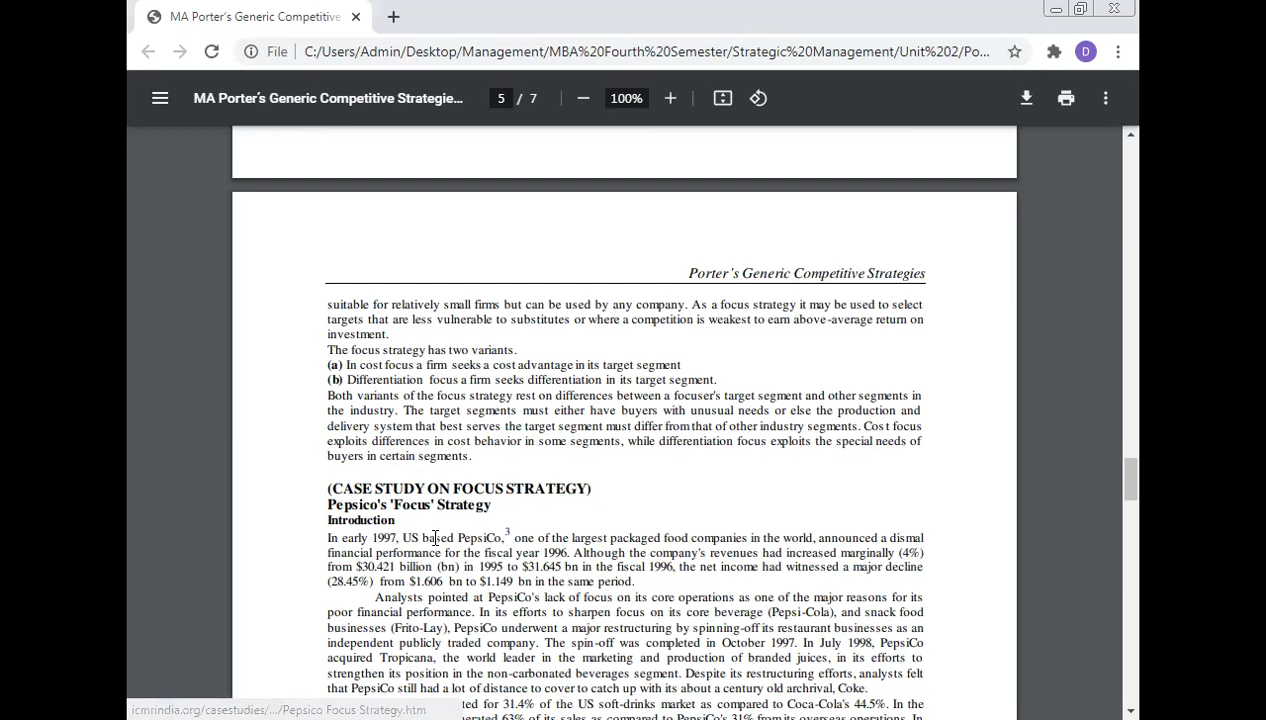 MA Porter's Generic Competitive
File C:/Users/Admin/Desktop/Management/MBA%20Fourth%20Semester/Strategic%20Management/Unit%202/Po...
D
MA Porter's Generic Competitive Strategie... 5 / 7 100%
Porter's Generic Competitive Strategies
suitable for relatively small firms but can be used by any company. As a focus strategy it may be used to select
targets that are less vulnerable to substitutes or where a competition is weakest to earn above-average return on
investment.
The focus strategy has two variants.
(a) In cost focus a firm seeks a cost advantage in its target segment
(b) Differentiation focus a firm seeks differentiation in its target segment.
Both variants of the focus strategy rest on differences between a focuser's target segment and other segments in
the industry. The target segments must either have buyers with unusual needs or else the production and
delivery system that best serves the target segment must differ from that of other industry segments. Cost focus
exploits differences in cost behavior in some segments, while differentiation focus exploits the special needs of
buyers in certain segments.
(CASE STUDY ON FOCUS STRATEGY)
Pepsico's 'Focus' Strategy
Introduction
In early 1997, US based PepsiCo,3 one of the largest packaged food companies in the world, announced a dismal
financial performance for the fiscal year 1996. Although the company's revenues had increased marginally (4%)
from $30.421 billion (bn) in 1995 to $31.645 bn in the fiscal 1996, the net income had witnessed a major decline
(28.45%) from $1.606 bn to $1.149 bn in the same period.
Analysts pointed at PepsiCo's lack of focus on its core operations as one of the major reasons for its
poor financial performance. In its efforts to sharpen focus on its core beverage (Pepsi-Cola), and snack food
businesses (Frito-Lay), PepsiCo underwent a major restructuring by spinning-off its restaurant businesses as an
independent publicly traded company. The spin-off was completed in October 1997. In July 1998, PepsiCo
acquired Tropicana, the world leader in the marketing and production of branded juices, in its efforts to
strengthen its position in the non-carbonated beverages segment. Despite its restructuring efforts, analysts felt
that PepsiCo still had a lot of distance to cover to catch up with its about a century old archrival, Coke.
ted for 31.4% of the US soft-drinks market as compared to Coca-Cola's 44.5%. In the
erated 63% of its sales as compared to PepsiCo's 31% from its overseas operations. In
icmrindia.org/casestudies/.../Pepsico Focus Strategy.htm